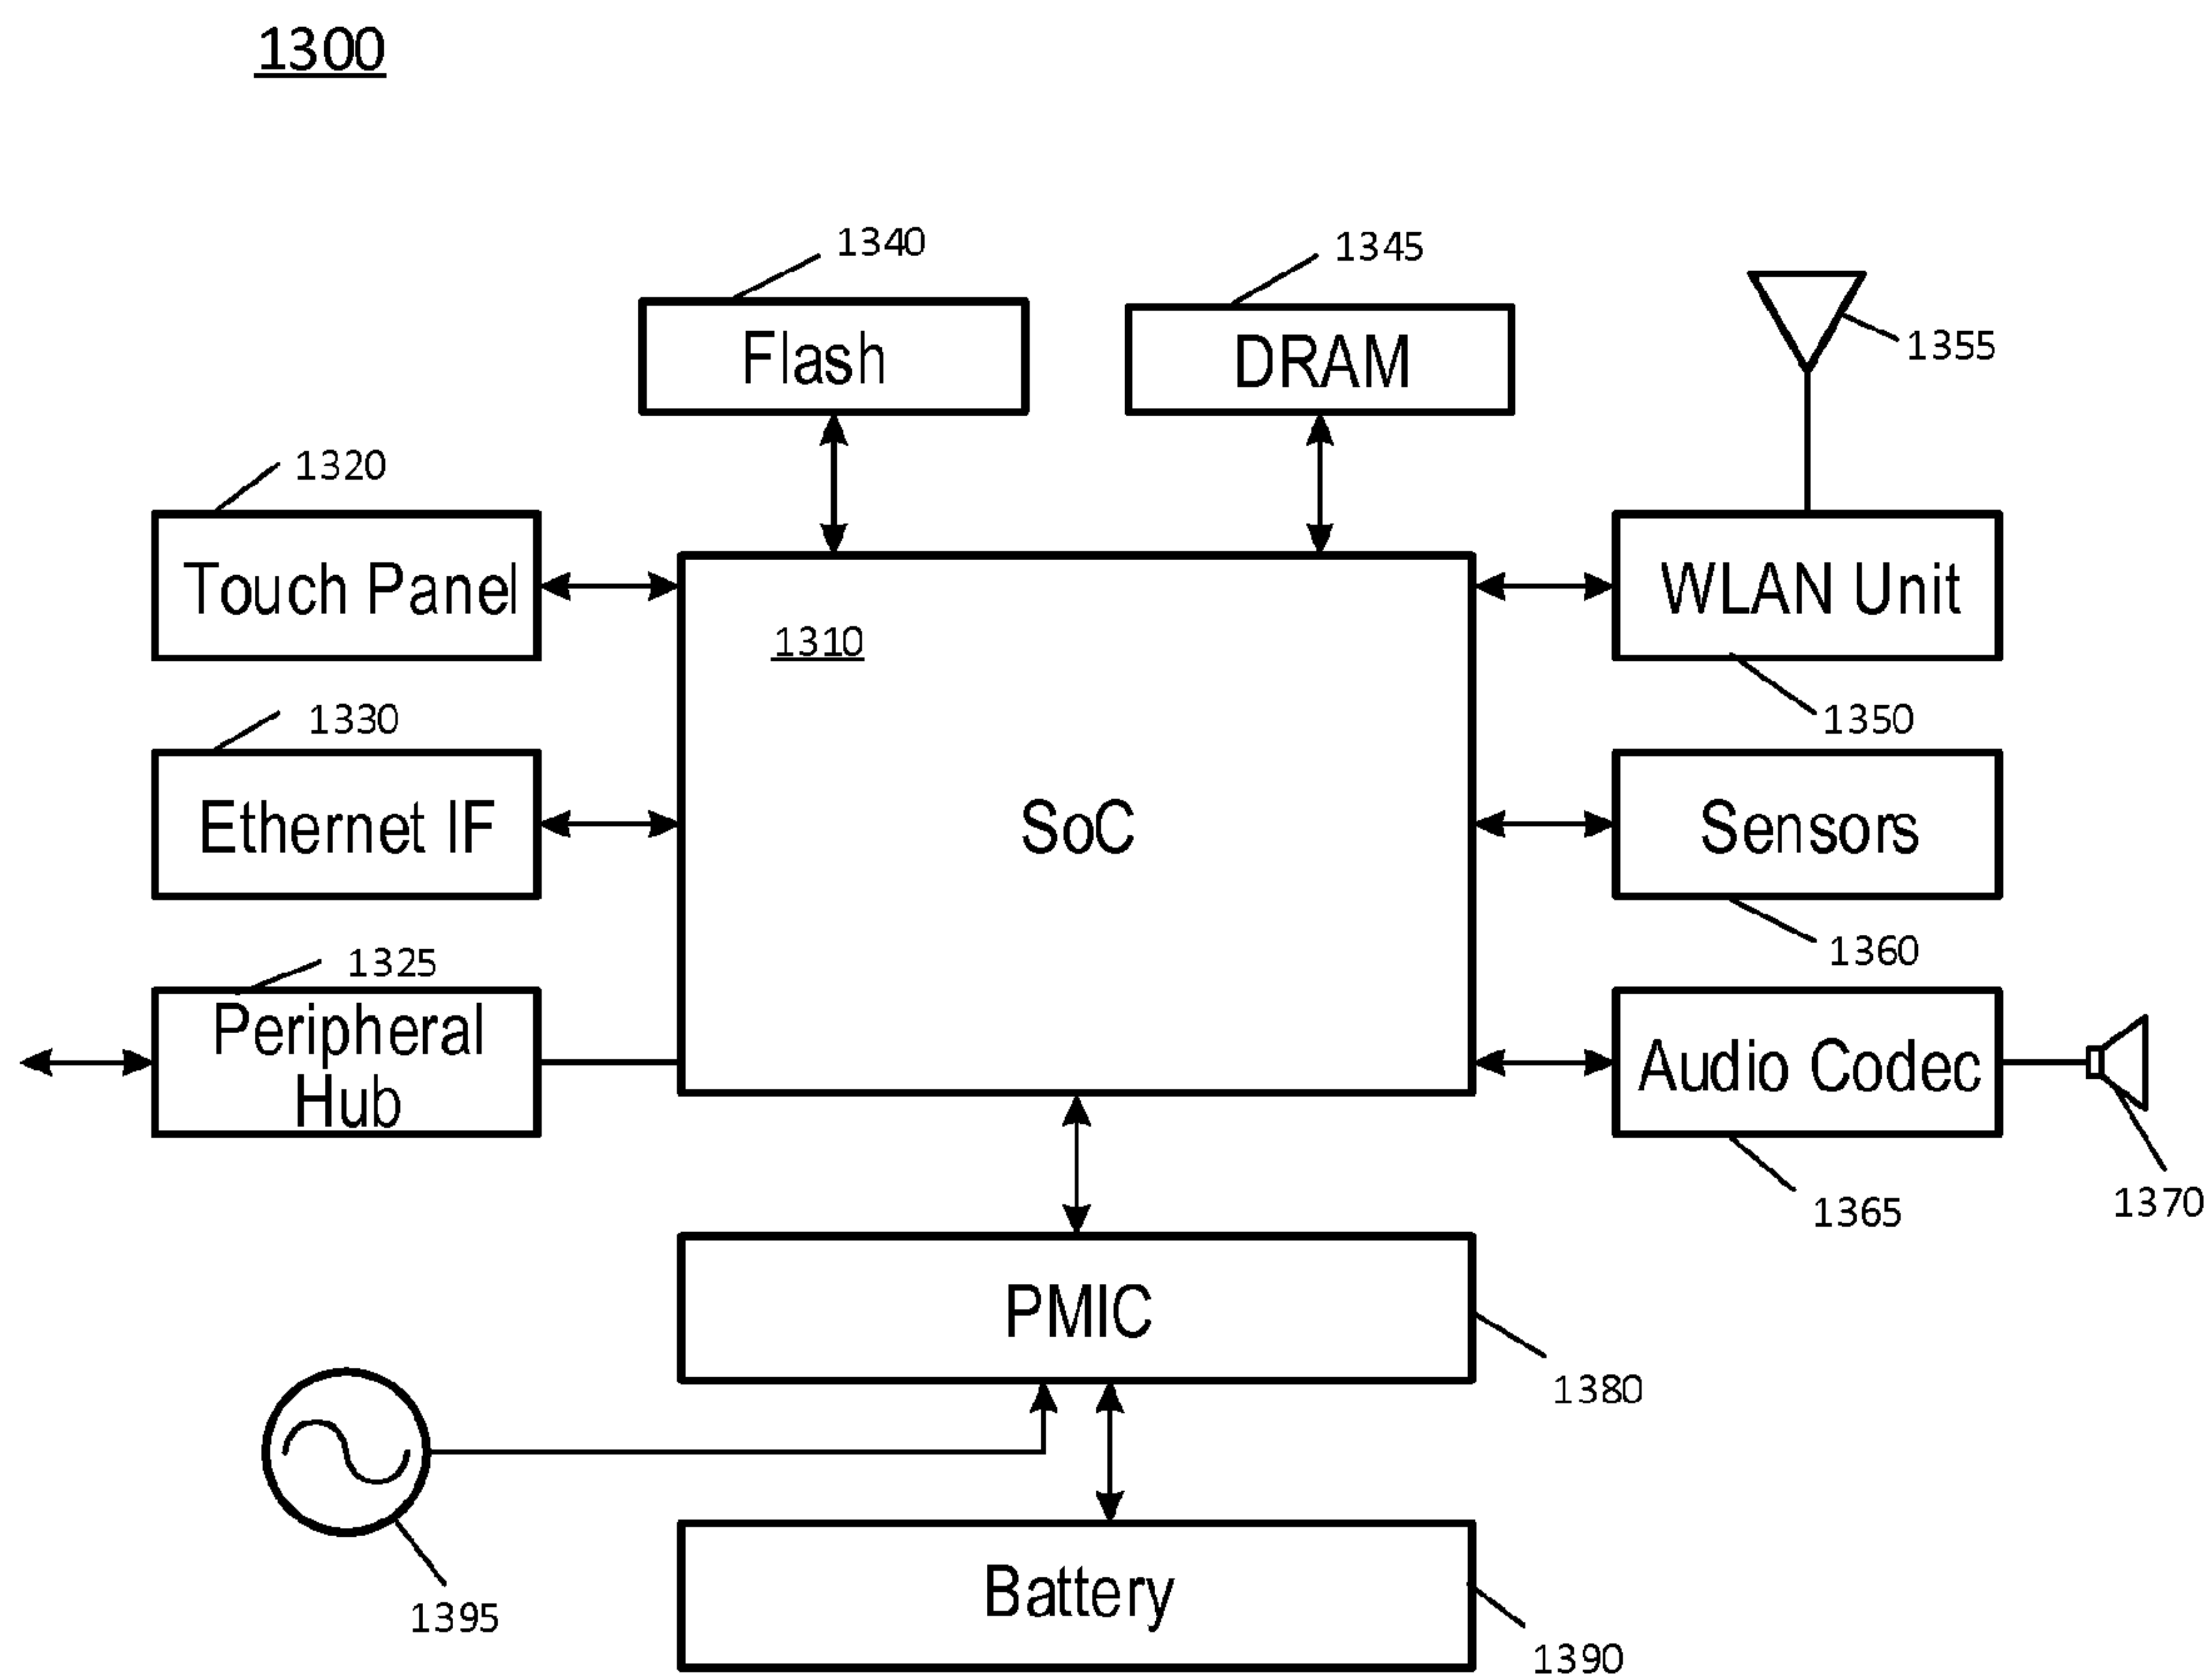 1300
1340
1345
Flash
DRAM
1355
1320
Touch Panel
WLAN Unit
1310
1330
1350
Ethernet IF
SoC
Sensors
1325
1360
Peripheral
Hub
Audio Codec
1365
1370
PMIC
1380
1395
Battery
1390